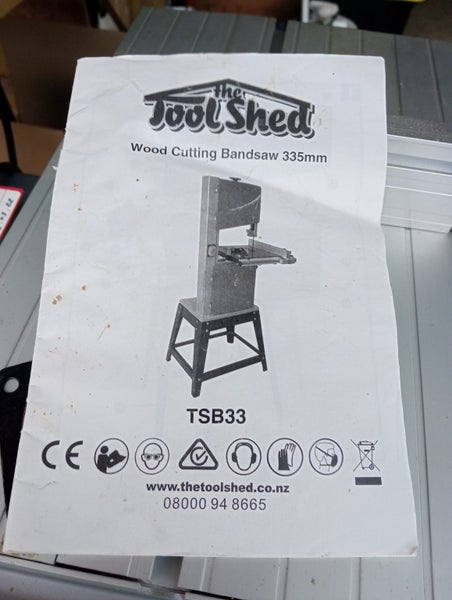 the
Tool Shed
Wood Cutting Bandsaw 335mm
TSB33
CE
www.thetoolshed.co.nz
08000 94 8665